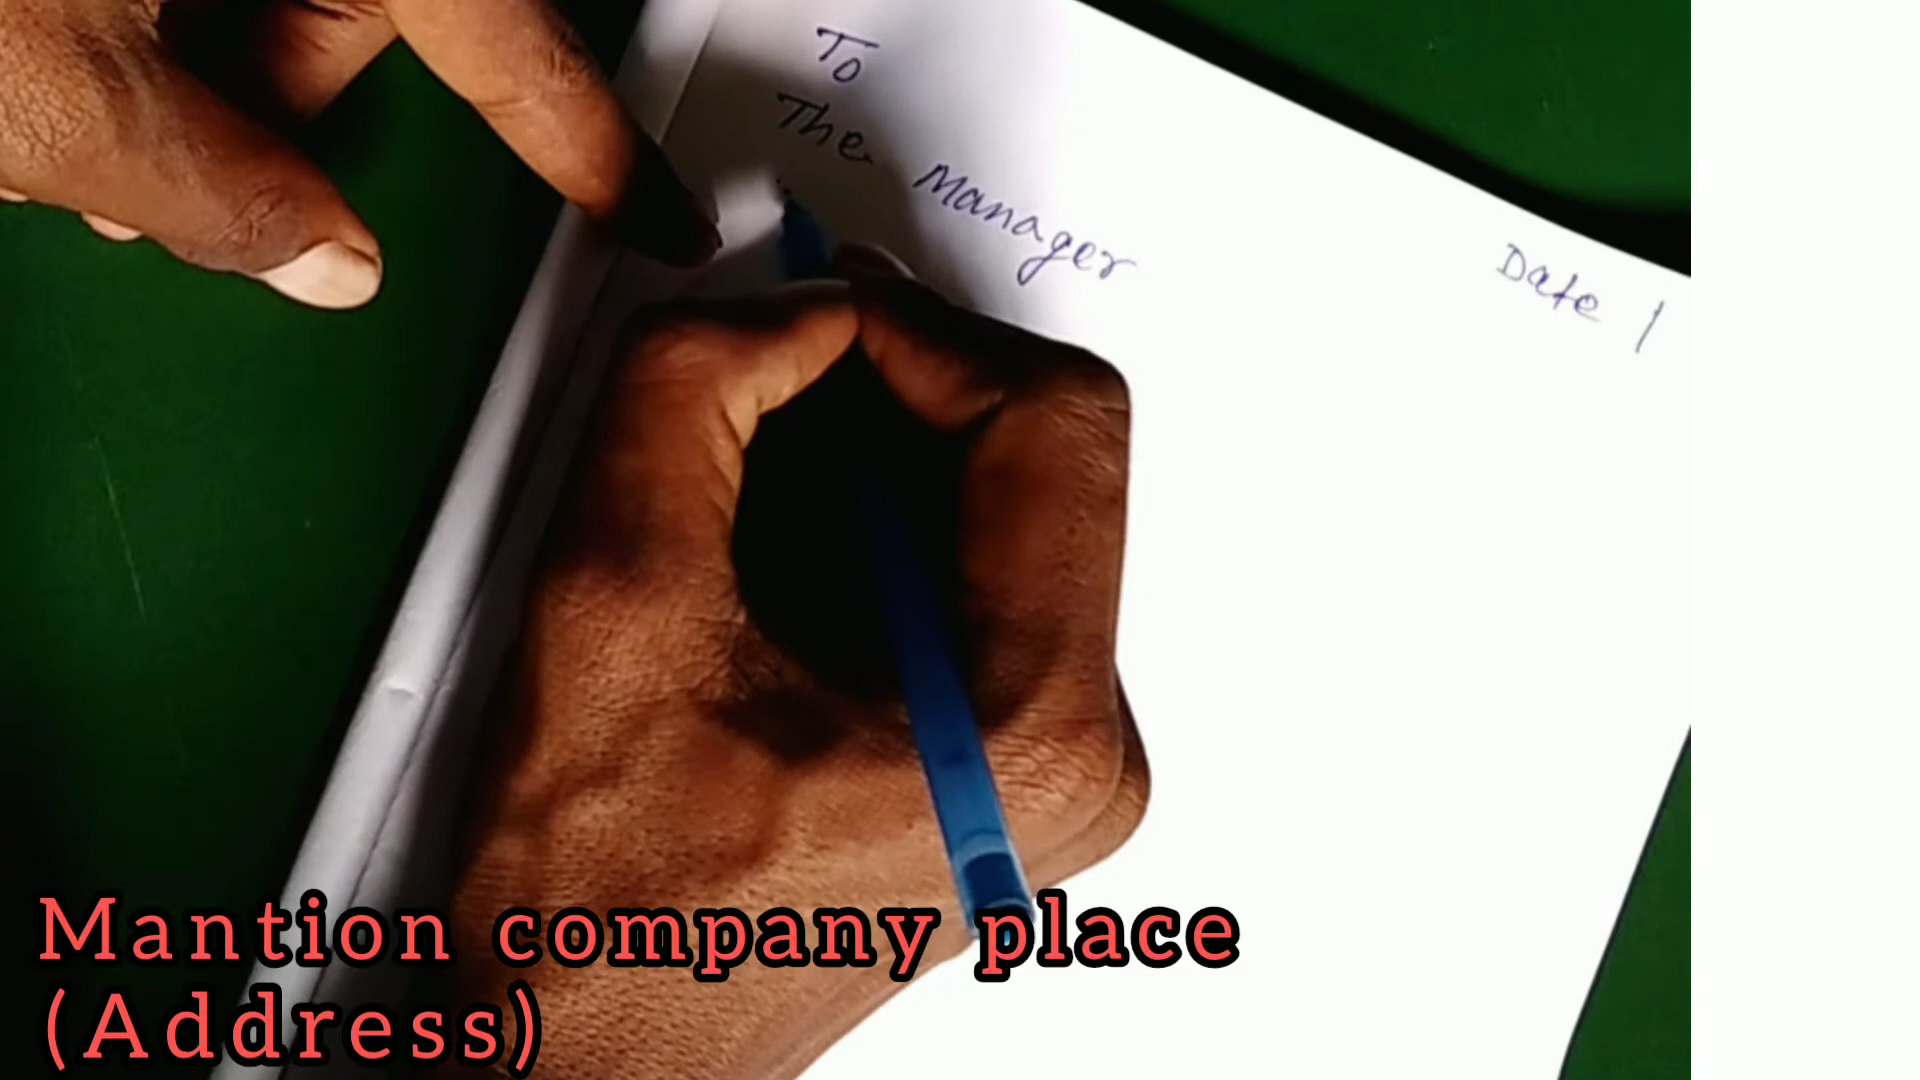 To
The Manager
Date /
Mantion company place
(Address)